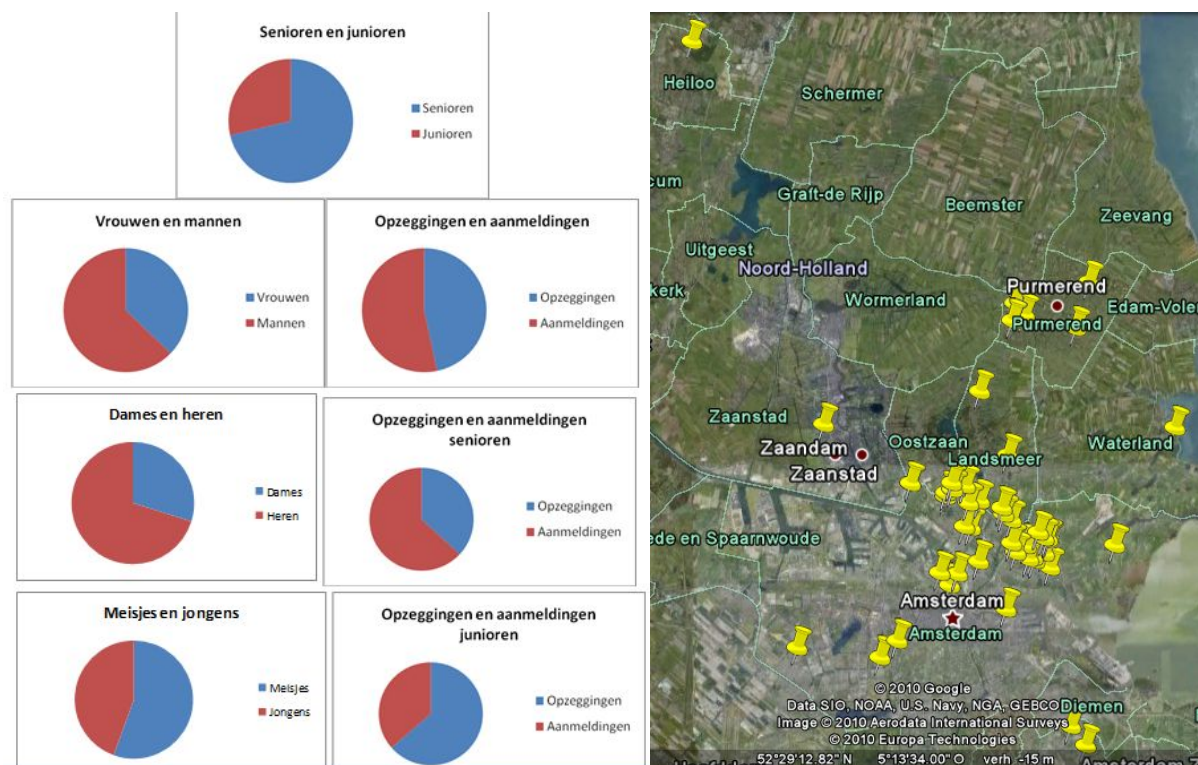 Senioren en junioren
Senioren
Junioren
Vrouwen en mannen
Vrouwen
Mannen
Opzeggingen en aanmeldingen
Opzeggingen
Aanmeldingen
Dames en heren
Dames
Heren
Opzeggingen en aanmeldingen
senioren
Opzeggingen
Aanmeldingen
Meisjes en jongens
Meisjes
Jongens
Opzeggingen en aanmeldingen
junioren
Opzeggingen
Aanmeldingen
Heiloo
Schermer
cum
Graft-de Rijp
Beemster
Zeevang
Uitgeest
Noord-Holland
kerk
Wormerland
Purmerend
Edam-Volen
Purmerend
Zaanstad
Oostzaan
Waterland
Zaandam
Landsmeer
Zaanstad
ede en Spaarnwoude
Amsterdam
Amsterdam
© 2010 Google
Data SIO, NOAA, U.S. Navy, NGA, GEBCO
Diemen
Image © 2010 Aerodata International Surveys
© 2010 Europa Technologies
52°29'12.82" N 5°13'34.00" O verh -15 m